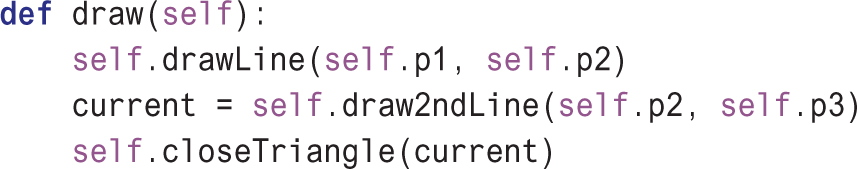 def draw(self):
    self.drawLine(self.p1, self.p2)
    current = self.draw2ndLine(self.p2, self.p3)
    self.closeTriangle(current)